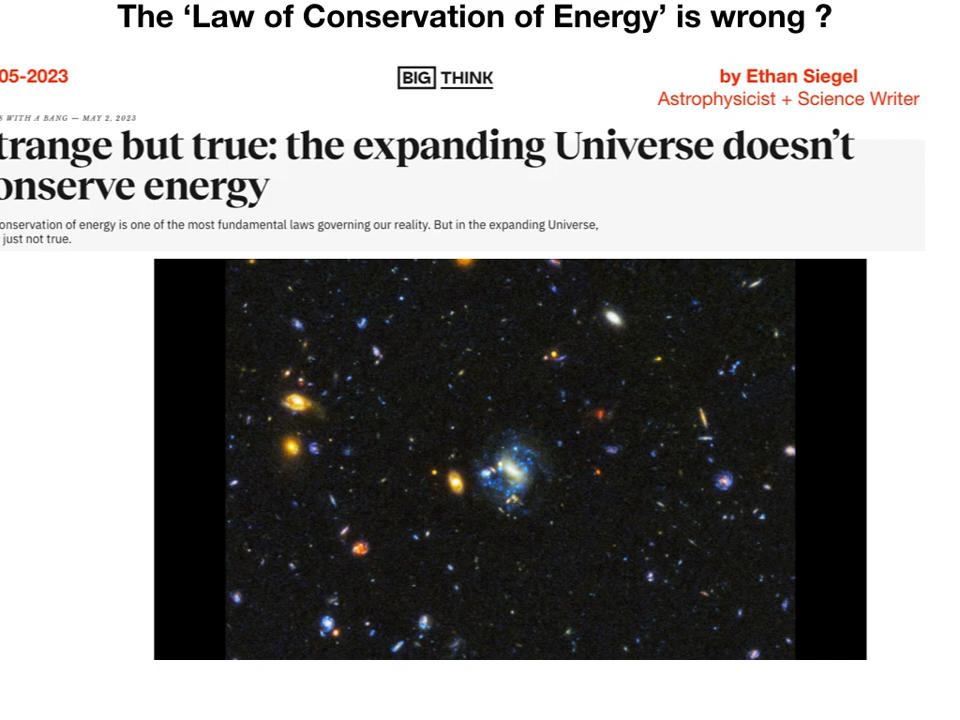 The ‘Law of Conservation of Energy’ is wrong ?
05-2023
BIG THINK
by Ethan Siegel
Astrophysicist + Science Writer
S WITH A BANG — MAY 2, 2023
trange but true: the expanding Universe doesn’t
onserve energy
onservation of energy is one of the most fundamental laws governing our reality. But in the expanding Universe,
just not true.